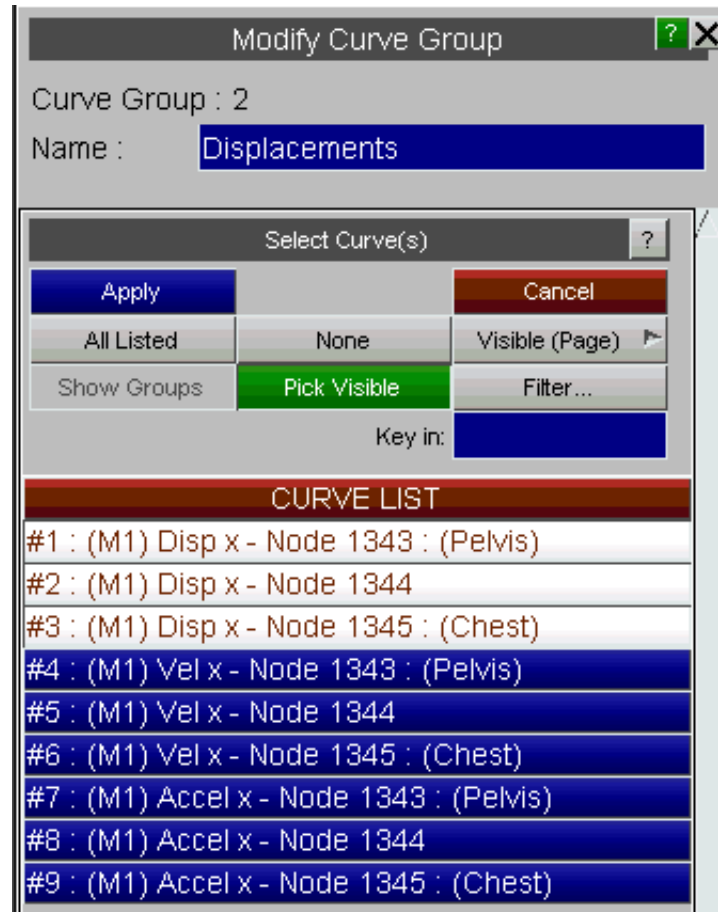 Modify Curve Group ? X
Curve Group : 2
Name : Displacements
Select Curve(s) ?
Apply Cancel
All Listed None Visible (Page)
Show Groups Pick Visible Filter...
Key in:
CURVE LIST
#1 : (M1) Disp x - Node 1343 : (Pelvis)
#2 : (M1) Disp x - Node 1344
#3 : (M1) Disp x - Node 1345 : (Chest)
#4 : (M1) Vel x - Node 1343 : (Pelvis)
#5 : (M1) Vel x - Node 1344
#6 : (M1) Vel x - Node 1345 : (Chest)
#7 : (M1) Accel x - Node 1343 : (Pelvis)
#8 : (M1) Accel x - Node 1344
#9 : (M1) Accel x - Node 1345 : (Chest)